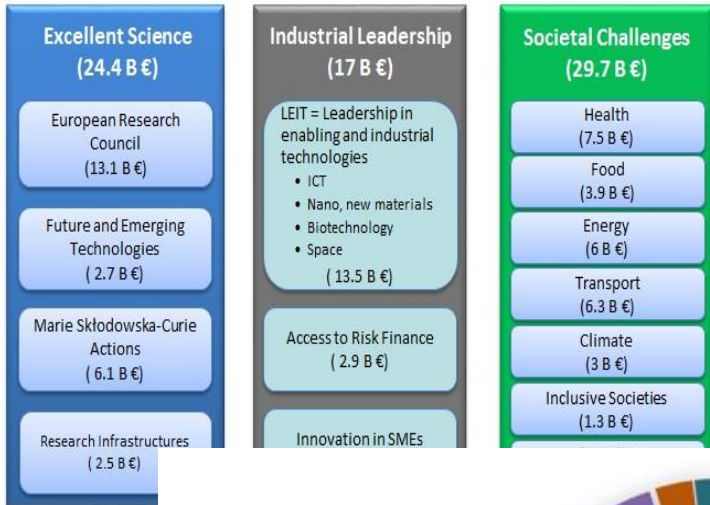 Excellent Science
(24.4 B €)
European Research
Council
(13.1 B €)
Future and Emerging
Technologies
( 2.7 B €)
Marie Skłodowska-Curie
Actions
( 6.1 B €)
Research Infrastructures
( 2.5 B €)
Industrial Leadership
(17 B €)
LEIT = Leadership in
enabling and industrial
technologies
• ICT
• Nano, new materials
• Biotechnology
• Space
( 13.5 B €)
Access to Risk Finance
( 2.9 B €)
Innovation in SMEs
Societal Challenges
(29.7 B €)
Health
(7.5 B €)
Food
(3.9 B €)
Energy
(6 B €)
Transport
(6.3 B €)
Climate
(3 B €)
Inclusive Societies
(1.3 B €)